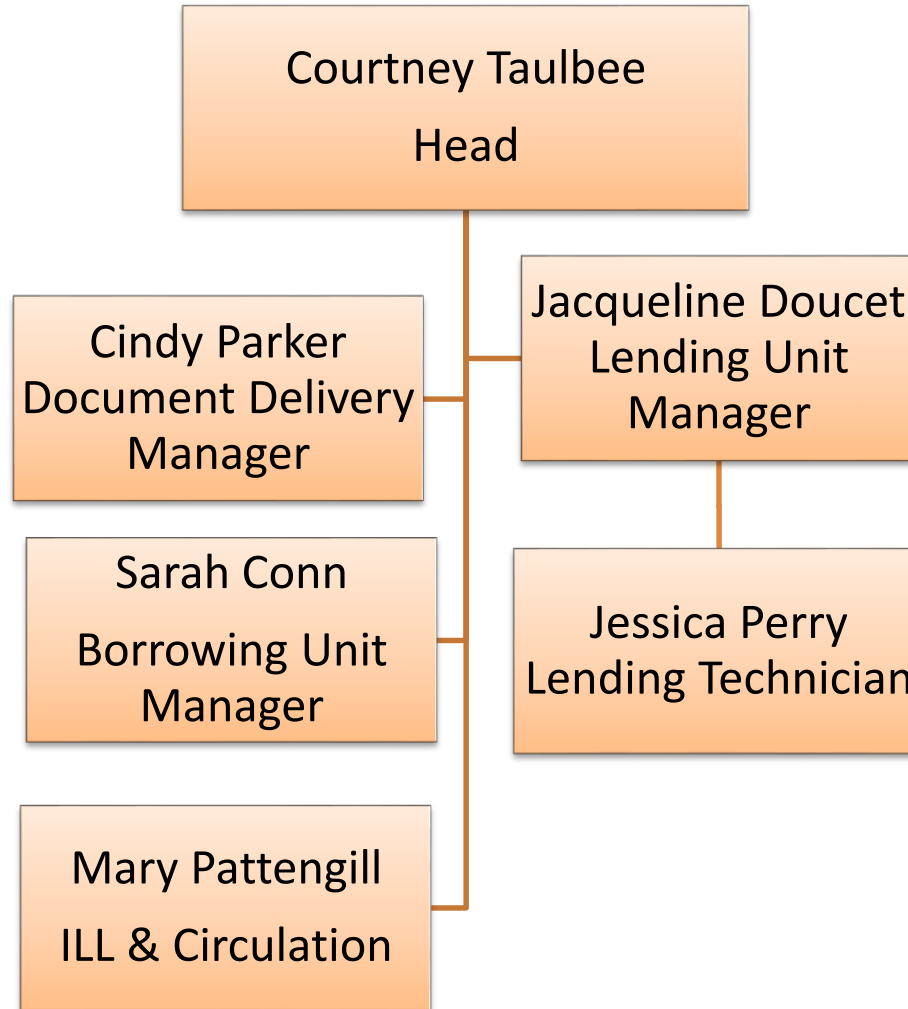 Courtney Taulbee
Head
Cindy Parker
Document Delivery
Manager
Jacqueline Doucet
Lending Unit
Manager
Sarah Conn
Borrowing Unit
Manager
Jessica Perry
Lending Technician
Mary Pattengill
ILL & Circulation